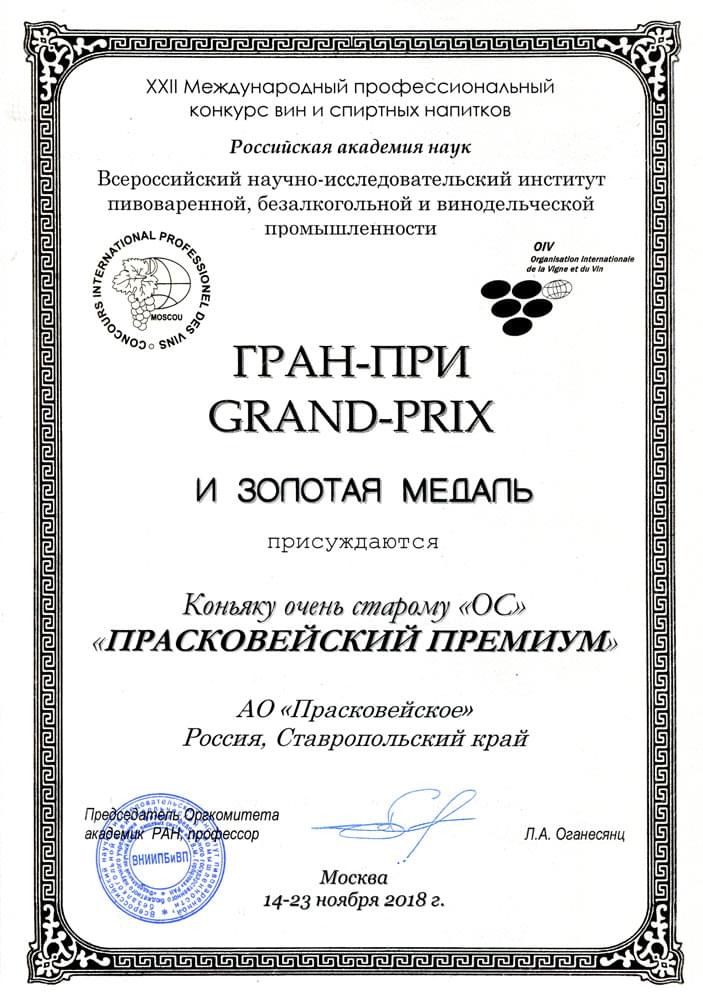 XXII Международный профессиональный
конкурс вин и спиртных напитков
Российская академия наук
Всероссийский научно-исследовательский институт
пивоваренной, безалкогольной и винодельческой
промышленности
CONCOURS INTERNATIONAL PROFESSIONEL DES VINS
MOSCOU
OIV
Organisation Internationale
de la Vigne et du Vin
ГРАН-ПРИ
GRAND-PRIX
И ЗОЛОТАЯ МЕДАЛЬ
присуждаются
Коньяку очень старому «ОС»
«ПРАСКОВЕЙСКИЙ ПРЕМИУМ»
АО «Прасковейское»
Россия, Ставропольский край
Председатель Оргкомитета
академик РАН, профессор
Л.А. Оганесянц
ВНИИПБиВП
Москва
14-23 ноября 2018 г.